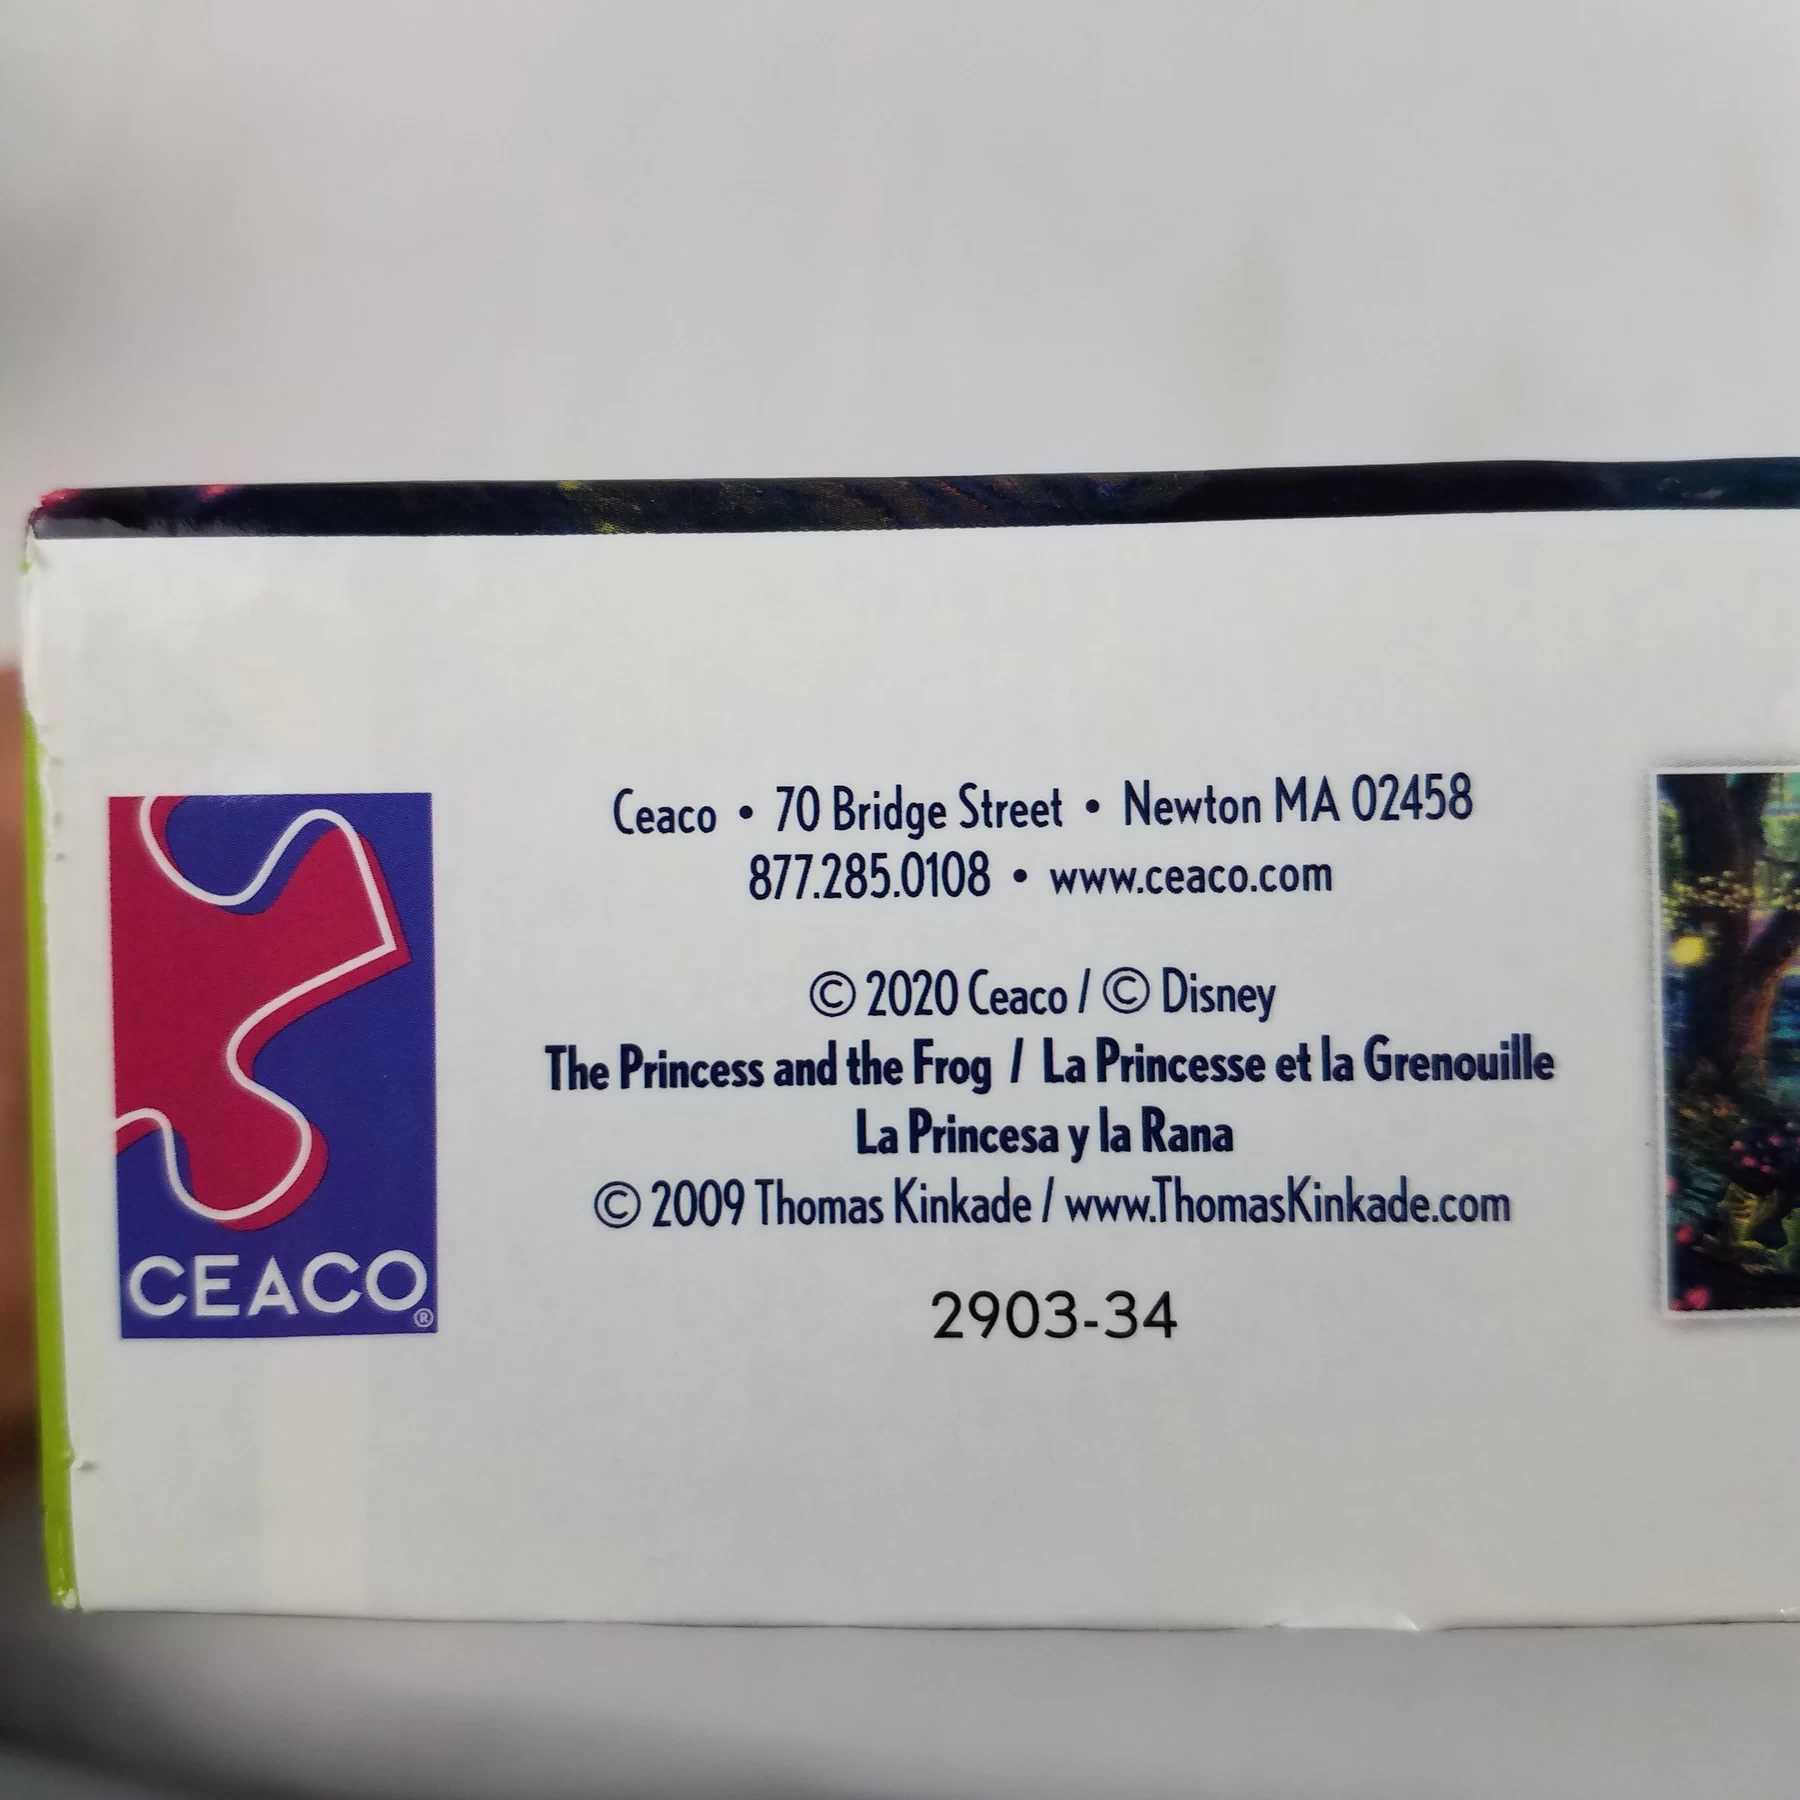 Ceaco • 70 Bridge Street • Newton MA 02458
877.285.0108 • www.ceaco.com
© 2020 Ceaco / © Disney
The Princess and the Frog / La Princesse et la Grenouille
La Princesa y la Rana
© 2009 Thomas Kinkade / www.ThomasKinkade.com
2903-34
CEACO®